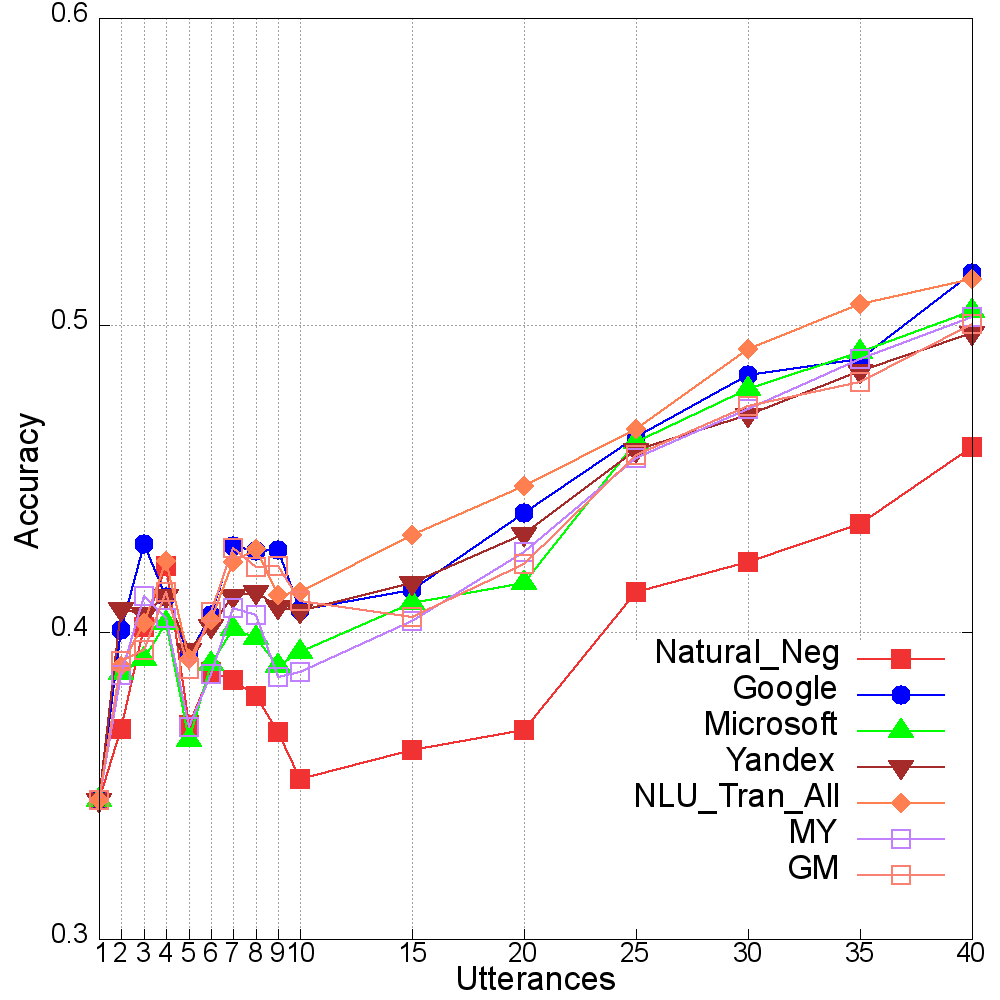 0.6
0.5
0.4
0.3
Accuracy
Natural_Neg
Google
Microsoft
Yandex
NLU_Tran_All
MY
GM
1 2 3 4 5 6 7 8 9 10 15 20 25 30 35 40
Utterances